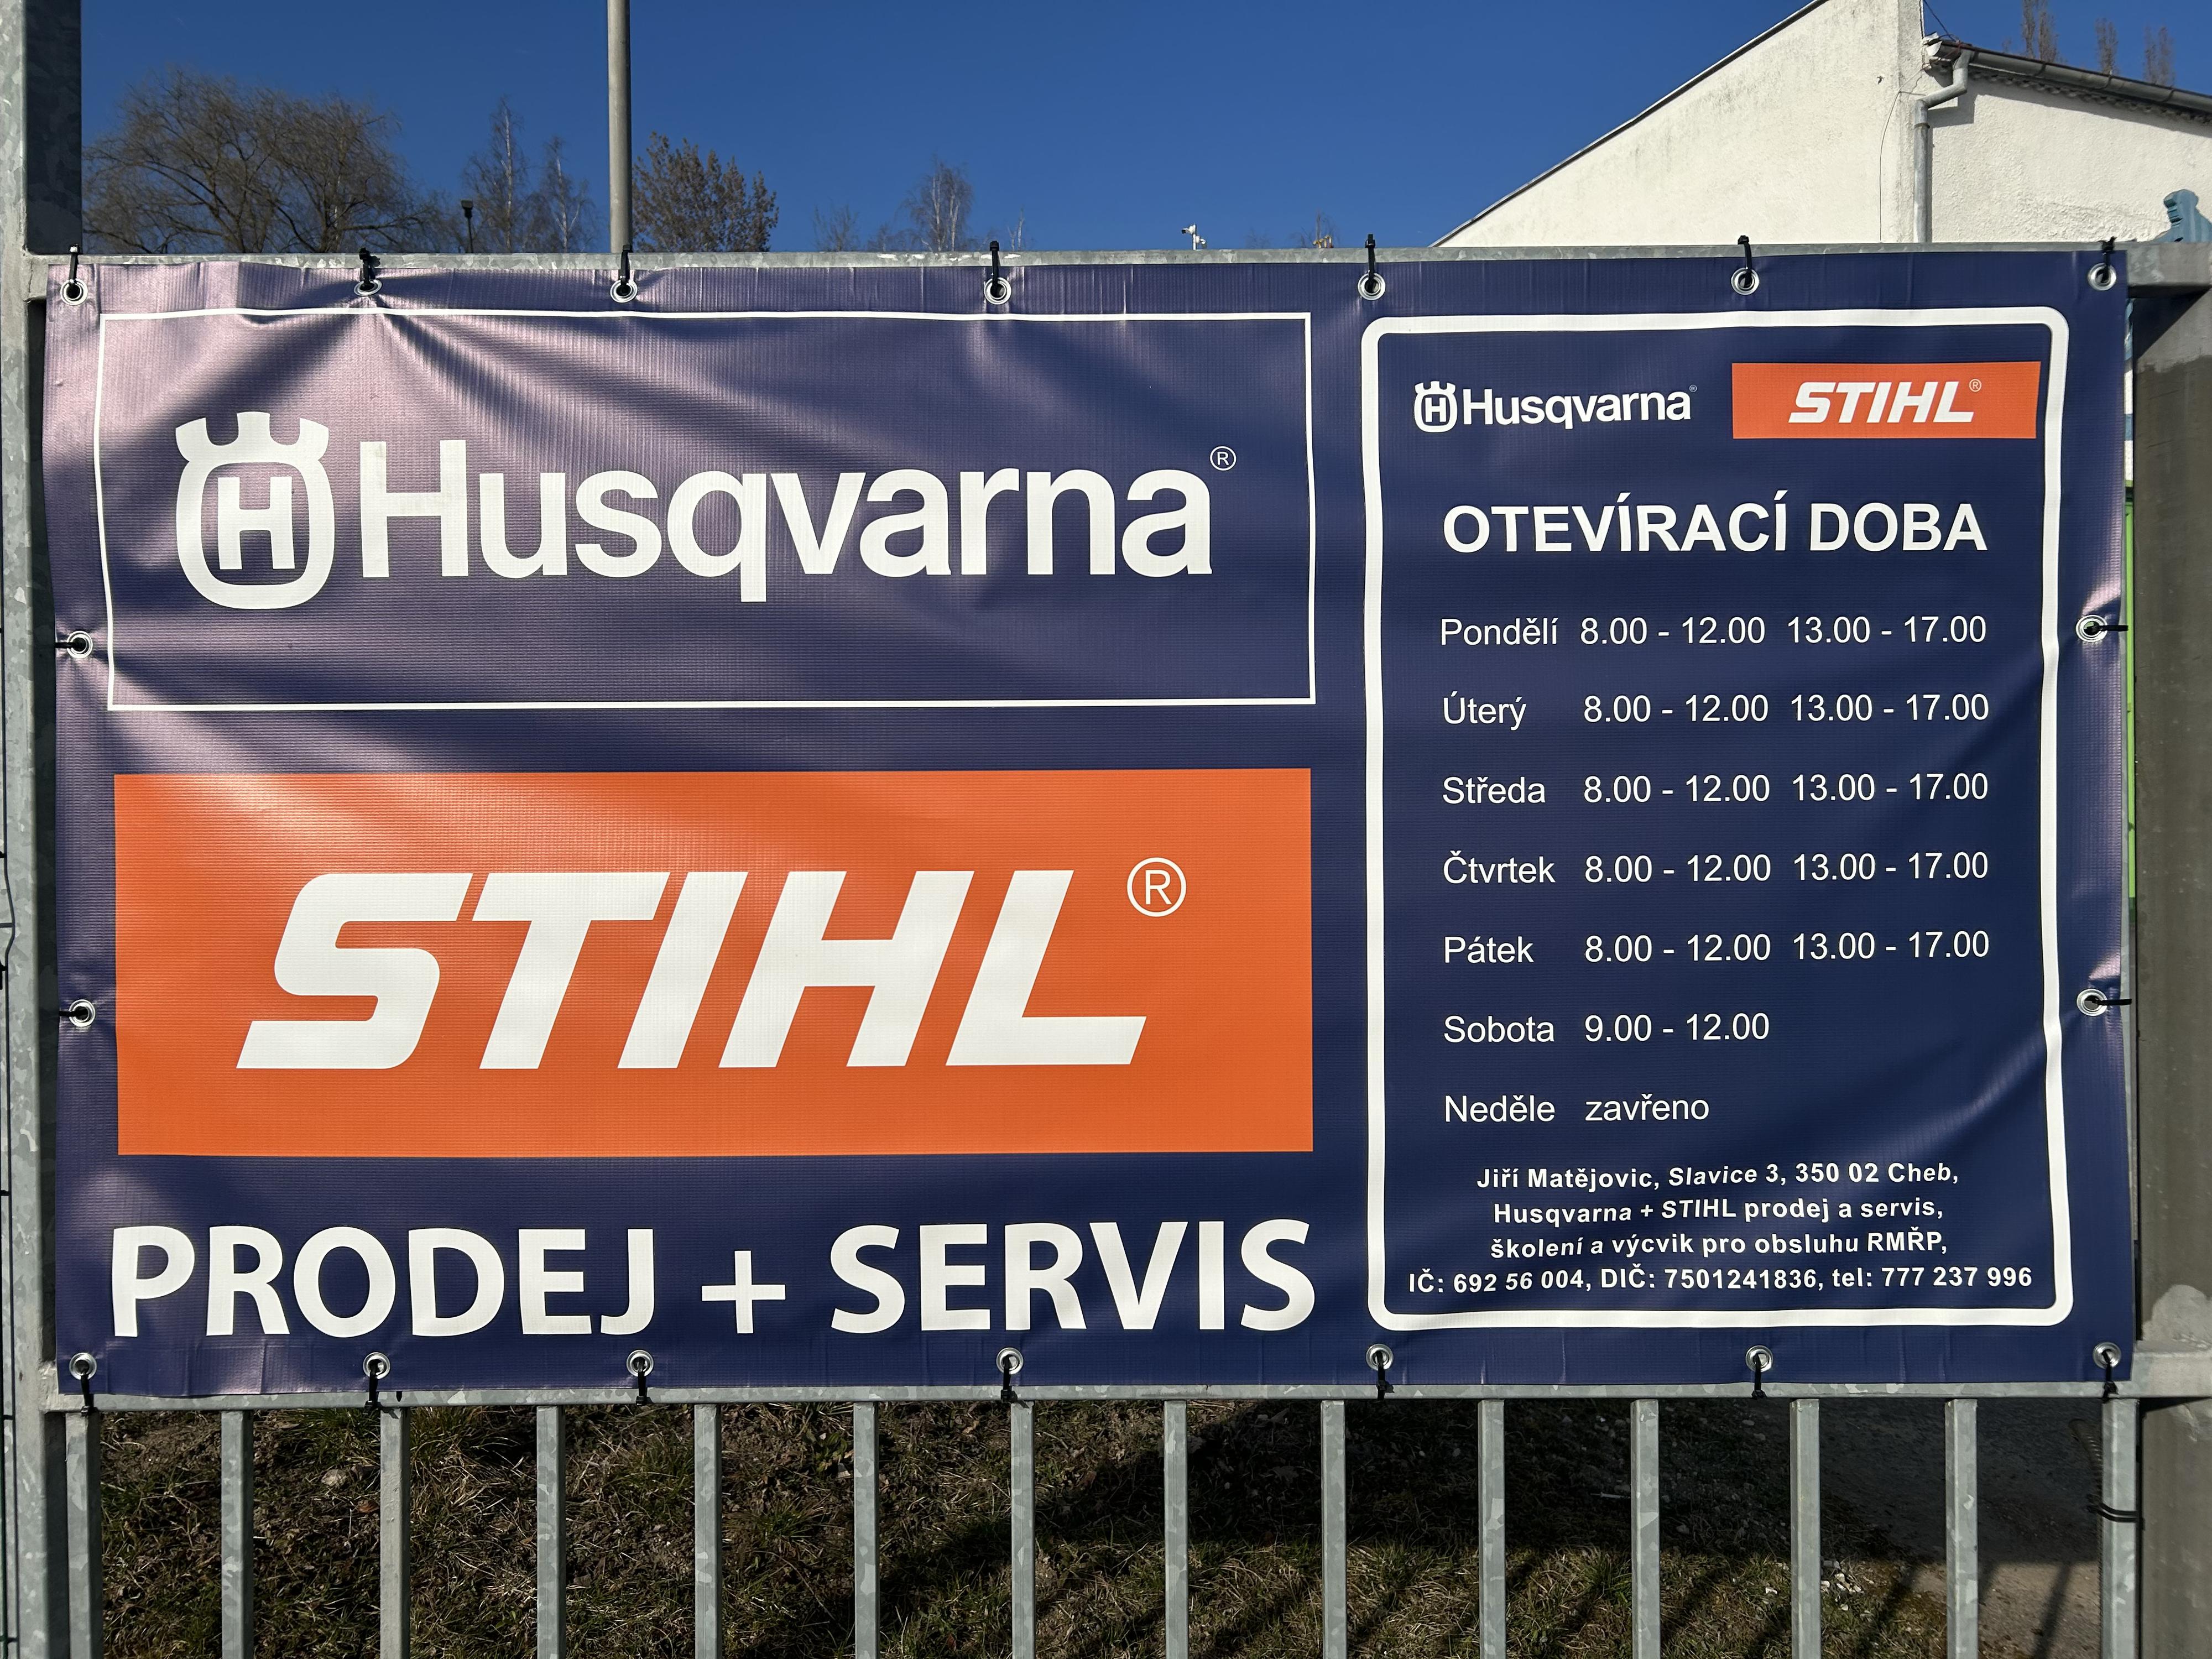 Husqvarna®
STIHL®
PRODEJ + SERVIS
Husqvarna® STIHL®
OTEVÍRACÍ DOBA
Pondělí 8.00 - 12.00 13.00 - 17.00
Úterý 8.00 - 12.00 13.00 - 17.00
Středa 8.00 - 12.00 13.00 - 17.00
Čtvrtek 8.00 - 12.00 13.00 - 17.00
Pátek 8.00 - 12.00 13.00 - 17.00
Sobota 9.00 - 12.00
Neděle zavřeno
Jiří Matějovic, Slavice 3, 350 02 Cheb,
Husqvarna + STIHL prodej a servis,
školení a výcvik pro obsluhu RMŘP,
IČ: 692 56 004, DIČ: 7501241836, tel: 777 237 996